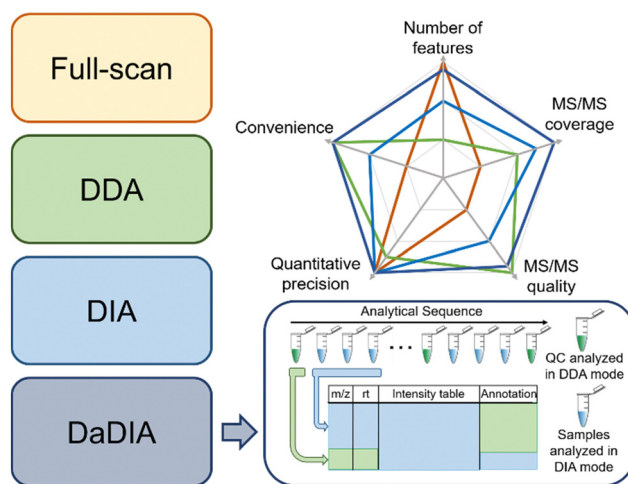 Full-scan
DDA
DIA
DaDIA
Number of
features
Convenience
MS/MS
coverage
Quantitative
precision
MS/MS
quality
Analytical Sequence
...
QC analyzed
in DDA mode
m/z rt Intensity table Annotation
Samples
analyzed in
DIA mode